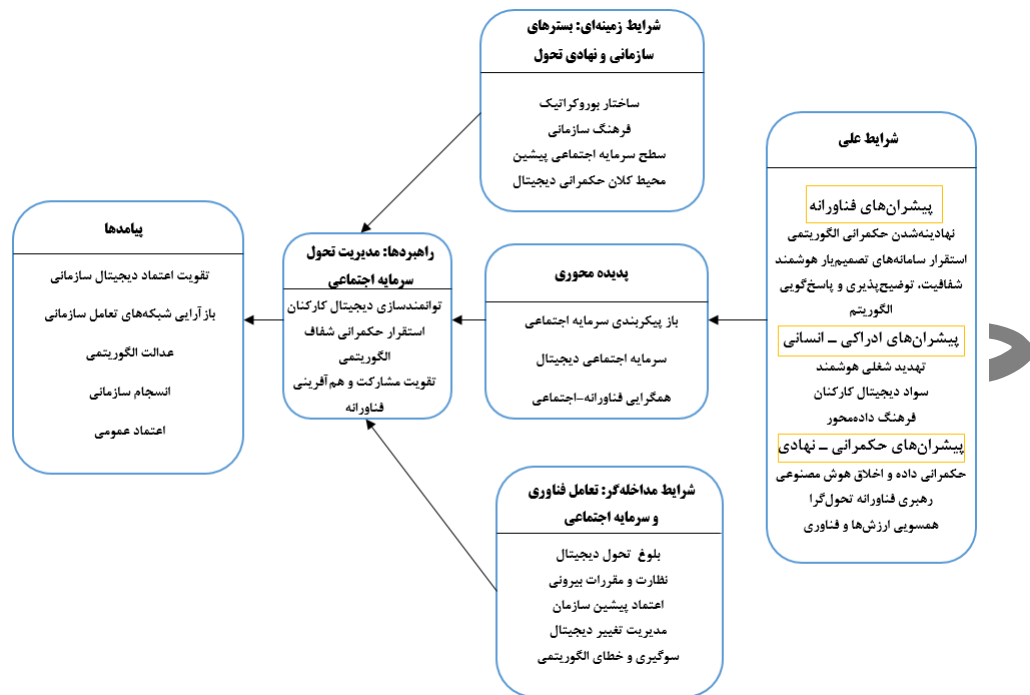 شرایط زمینه‌ای: بسترهای
سازمانی و نهادی تحول
ساختار بوروکراتیک
فرهنگ سازمانی
سطح سرمایه اجتماعی پیشین
محیط کلان حکمرانی دیجیتال
شرایط علی
پیشران‌های فناورانه
نهادینه‌شدن حکمرانی الگوریتمی
استقرار سامانه‌های تصمیم‌یار هوشمند
شفافیت، توضیح‌پذیری و پاسخ‌گویی
الگوریتم
پیشران‌های ادراکی – انسانی
تهدید شغلی هوشمند
سواد دیجیتال کارکنان
فرهنگ داده‌محور
پیشران‌های حکمرانی – نهادی
حکمرانی داده و اخلاق هوش مصنوعی
رهبری فناورانه تحول‌گرا
همسویی ارزش‌ها و فناوری
پدیده محوری
باز پیکربندی سرمایه اجتماعی
سرمایه اجتماعی دیجیتال
همگرایی فناورانه-اجتماعی
راهبردها: مدیریت تحول
سرمایه اجتماعی
توانمندسازی دیجیتال کارکنان
استقرار حکمرانی شفاف
الگوریتمی
تقویت مشارکت و هم‌آفرینی
فناورانه
پیامدها
تقویت اعتماد دیجیتال سازمانی
بازآرایی شبکه‌های تعامل سازمانی
عدالت الگوریتمی
انسجام سازمانی
اعتماد عمومی
شرایط مداخله‌گر: تعامل فناوری
و سرمایه اجتماعی
بلوغ تحول دیجیتال
نظارت و مقررات بیرونی
اعتماد پیشین سازمان
مدیریت تغییر دیجیتال
سوگیری و خطای الگوریتمی